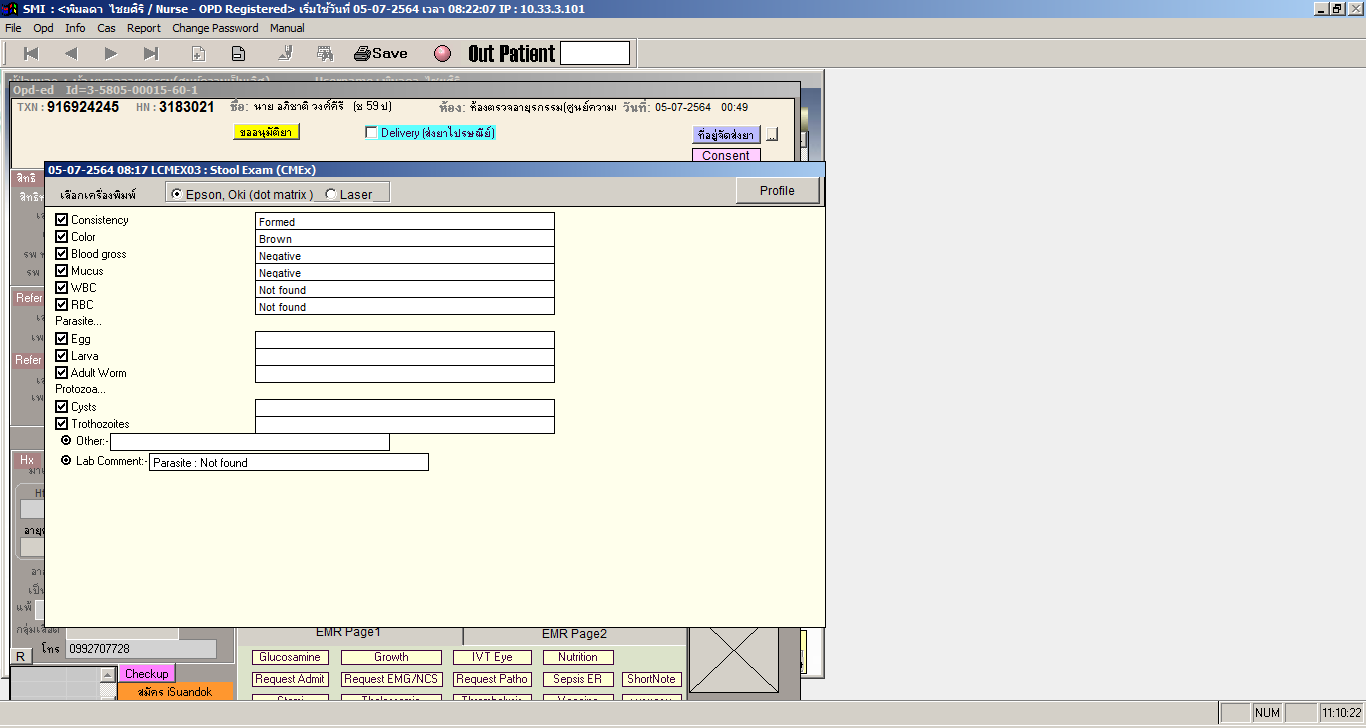 SMI : <พิมลดา ไชยศิริ / Nurse - OPD Registered> เริ่มใช้วันที่ 05-07-2564 เวลา 08:22:07 IP : 10.33.3.101
File Opd Info Cas Report Change Password Manual
Save Out Patient
Opd-ed Id=3-5805-00015-60-1
TXN : 916924245 HN : 3183021 ชื่อ: นาย อภิชาติ วงศ์คีรี (ช 59 ป) ห้อง: ห้องตรวจอายุรกรรม(ศูนย์ความ วันที่: 05-07-2564 00:49
ขออนุมัติยา Delivery (ส่งยาไปรษณีย์) ที่อยู่จัดส่งยา ..
Consent
05-07-2564 08:17 LCMEX03 : Stool Exam (CMEx)
สิทธิ
เลือกเครื่องพิมพ์ Epson, Oki (dot matrix ) Laser Profile
Consistency Formed
Color Brown
Blood gross Negative
Mucus Negative
WBC Not found
RBC Not found
Refer
Parasite...
Egg
Larva
Refer
Adult Worm
Protozoa...
Cysts
Trothozoites
Other:-
Hx
Lab Comment:- Parasite : Not found
แพ้
กลุ่มเลือด EMR Page1 EMR Page2
R โทร 0992707728
Glucosamine Growth IVT Eye Nutrition
Checkup Request Admit Request EMG/NCS Request Patho Sepsis ER ShortNote
สมัคร iSuandok
NUM 11:10:22